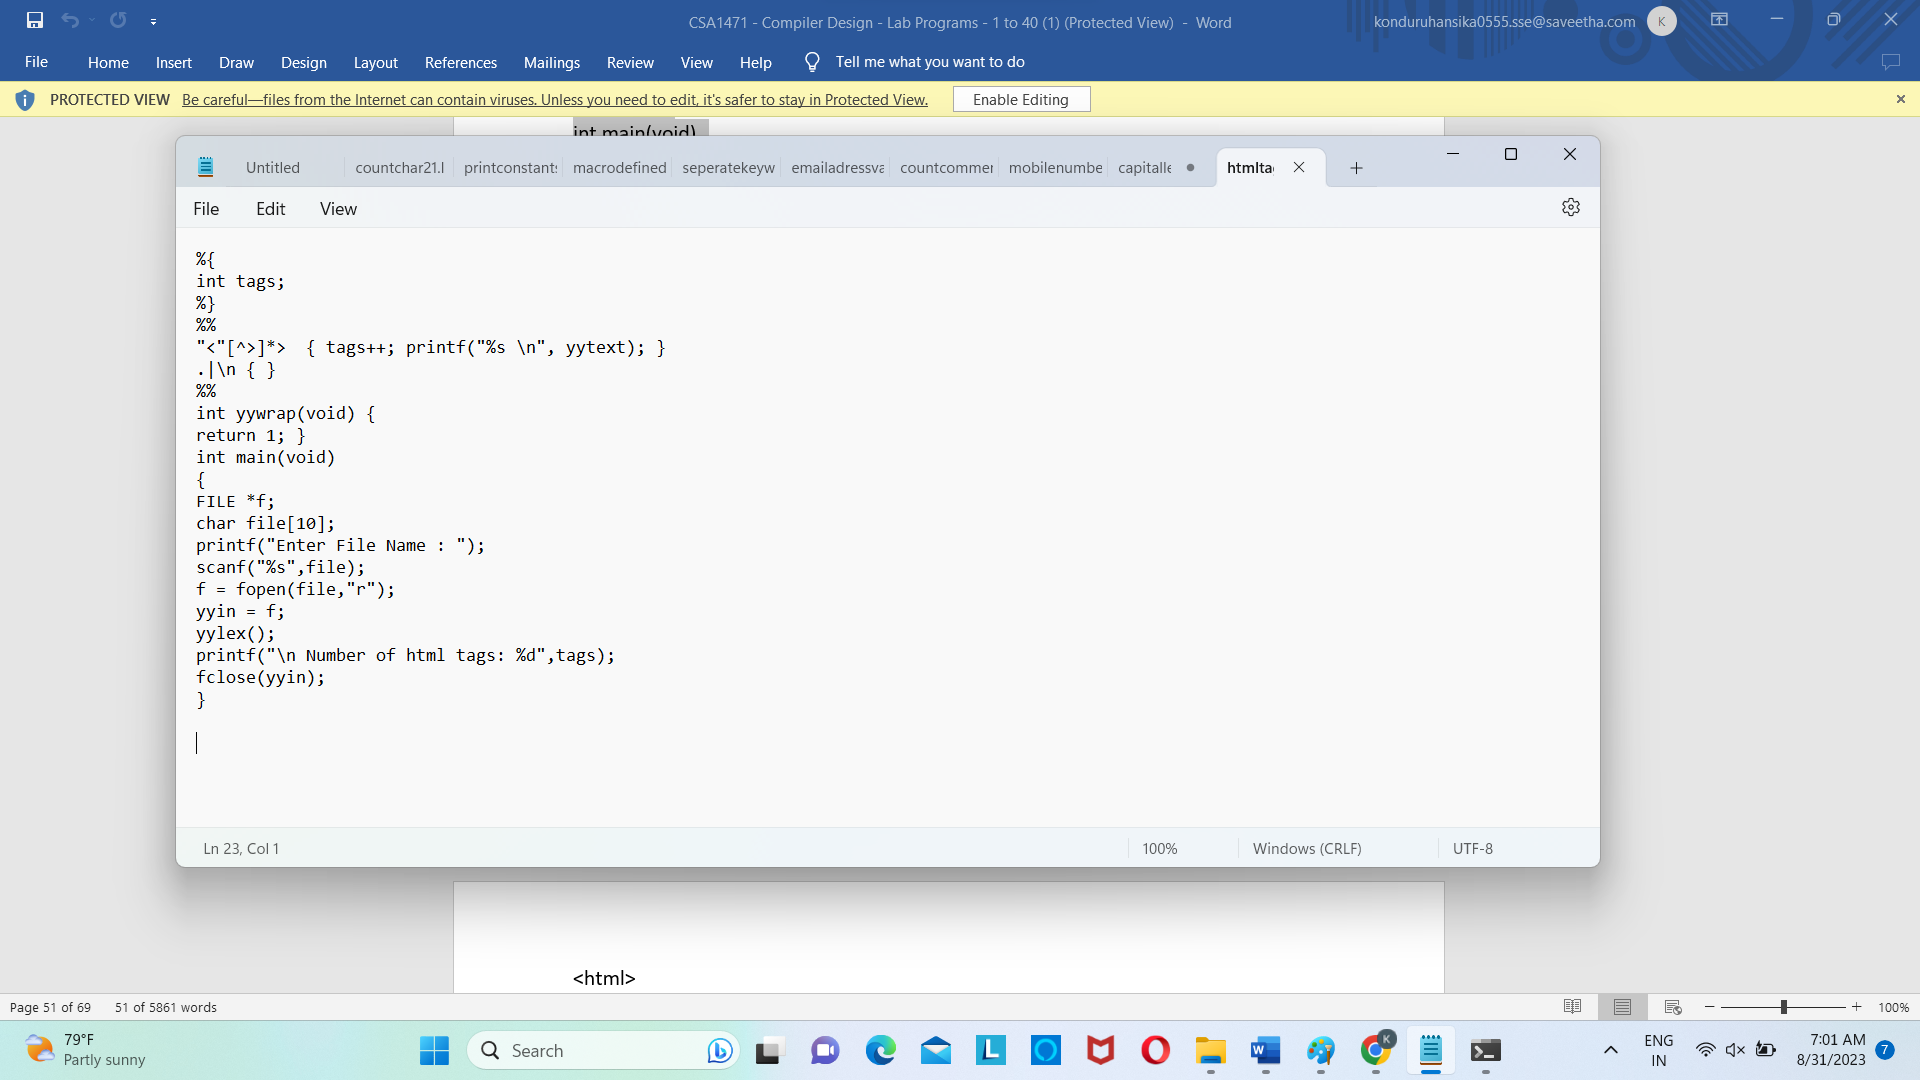 CSA1471 - Compiler Design - Lab Programs - 1 to 40 (1) (Protected View) - Word
konduruhansika0555.sse@saveetha.com
K
File Home Insert Draw Design Layout References Mailings Review View Help Tell me what you want to do
PROTECTED VIEW Be careful—files from the Internet can contain viruses. Unless you need to edit, it's safer to stay in Protected View. Enable Editing
int main(void)
Untitled countchar21.l printconstants macrodefined seperatekeyw emailadressva countcommer mobilenumbe capitalle htmlta
File Edit View
%{
int tags;
%}
%%
"<"[^>]*>  { tags++; printf("%s \n", yytext); }
.|\n { }
%%
int yywrap(void) {
return 1; }
int main(void)
{
FILE *f;
char file[10];
printf("Enter File Name : ");
scanf("%s",file);
f = fopen(file,"r");
yyin = f;
yylex();
printf("\n Number of html tags: %d",tags);
fclose(yyin);
}
Ln 23, Col 1 100% Windows (CRLF) UTF-8
<html>
Page 51 of 69 51 of 5861 words 100%
79°F
Partly sunny
Search
L
K
ENG
IN
7:01 AM
8/31/2023
7